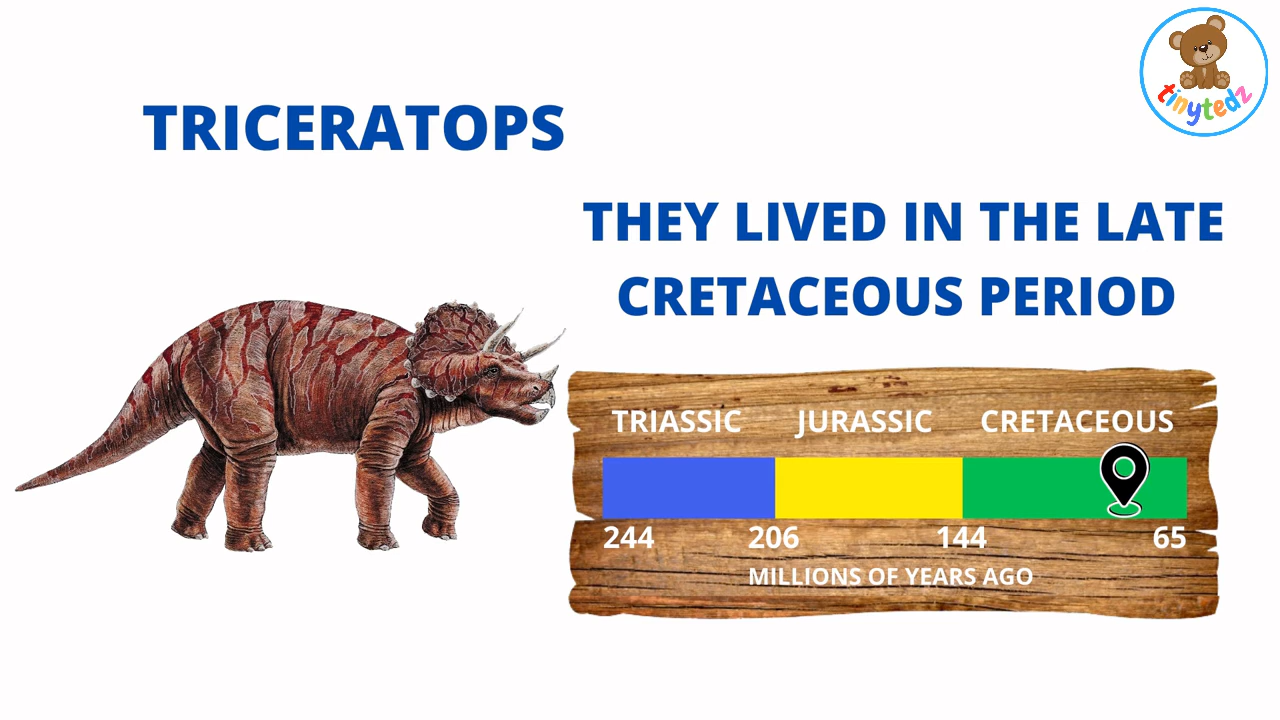 tinytedz
TRICERATOPS
THEY LIVED IN THE LATE
CRETACEOUS PERIOD
TRIASSIC JURASSIC CRETACEOUS
244 206 144 65
MILLIONS OF YEARS AGO